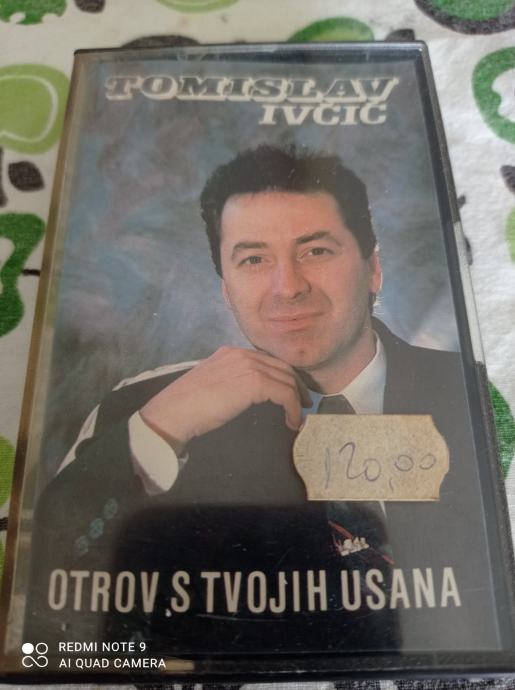 TOMISLAV
IVČIĆ
120,00
OTROV S TVOJIH USANA
REDMI NOTE 9
AI QUAD CAMERA